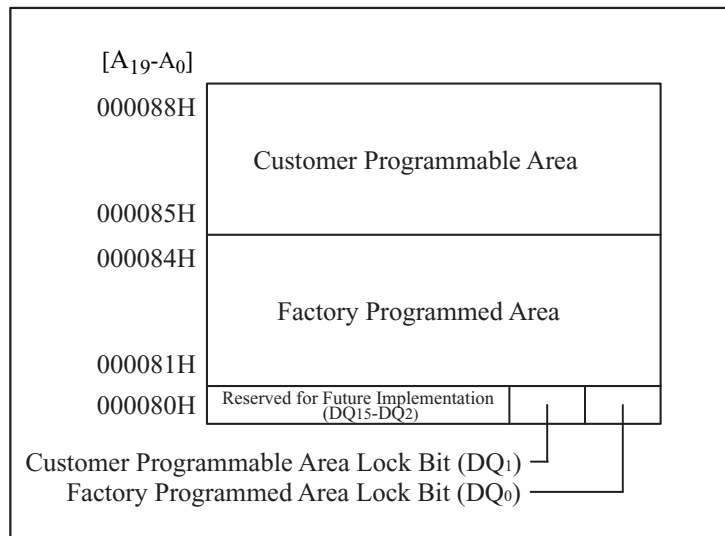 [A19-A0]
000088H
Customer Programmable Area
000085H
000084H
Factory Programmed Area
000081H
000080H
Reserved for Future Implementation
(DQ15-DQ2)
Customer Programmable Area Lock Bit (DQ1)
Factory Programmed Area Lock Bit (DQ0)